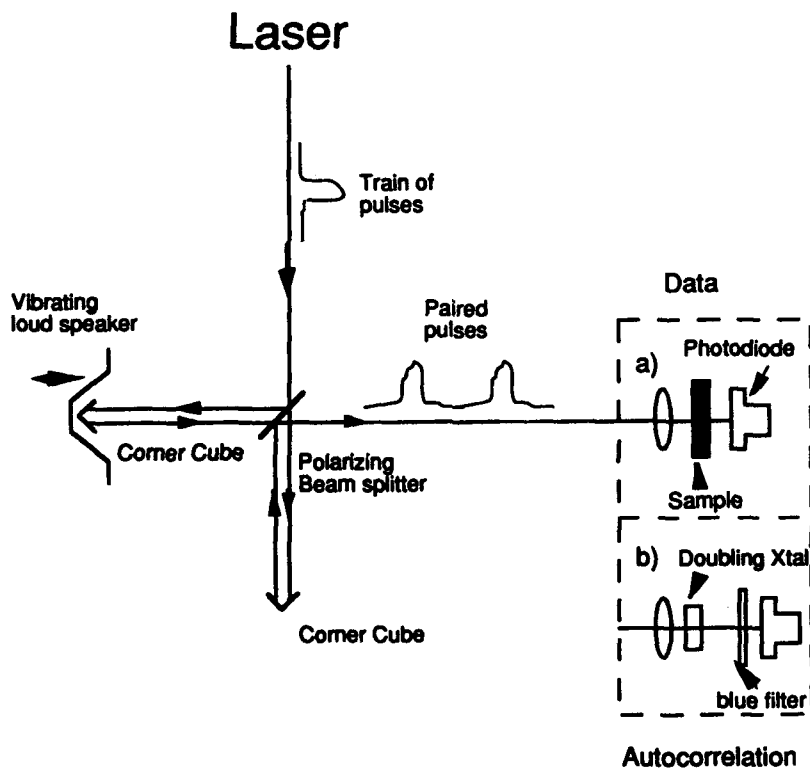 Laser
Train of
pulses
Vibrating
loud speaker
Paired
pulses
Data
a)
Photodiode
Corner Cube
Polarizing
Beam splitter
Sample
b)
Doubling Xtal
Corner Cube
blue filter
Autocorrelation